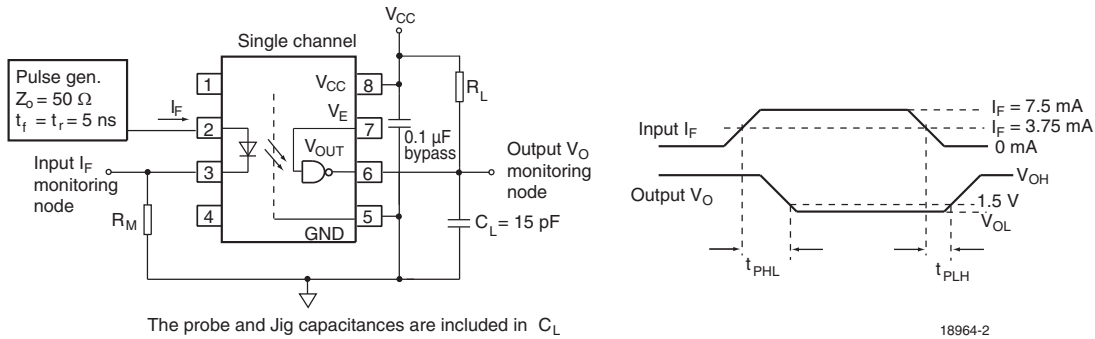 V_CC
Single channel
Pulse gen.
Z_o = 50 Ω
t_f = t_r = 5 ns
I_F
1
2
3
4
V_CC
8
V_E
7
V_OUT
6
5
GND
R_L
0.1 µF
bypass
Input I_F
monitoring
node
R_M
Output V_O
monitoring
node
C_L = 15 pF
The probe and Jig capacitances are included in C_L
Input I_F
I_F = 7.5 mA
I_F = 3.75 mA
0 mA
Output V_O
V_OH
1.5 V
V_OL
t_PHL
t_PLH
18964-2